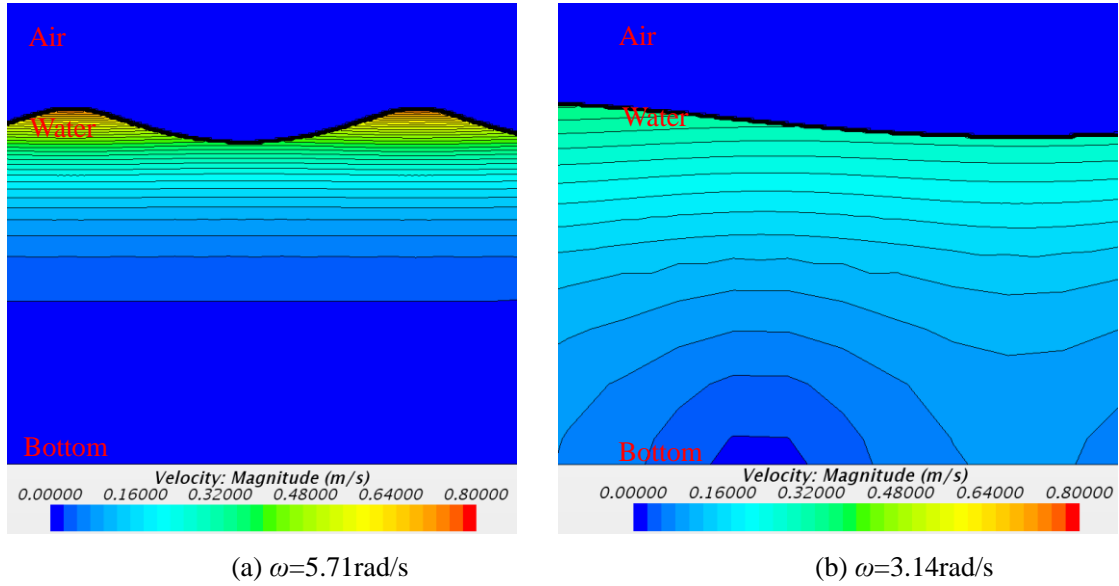 Air
Water
Bottom
Velocity: Magnitude (m/s)
0.00000 0.16000 0.32000 0.48000 0.64000 0.80000
(a) ω=5.71rad/s
Air
Water
Bottom
Velocity: Magnitude (m/s)
0.00000 0.16000 0.32000 0.48000 0.64000 0.80000
(b) ω=3.14rad/s